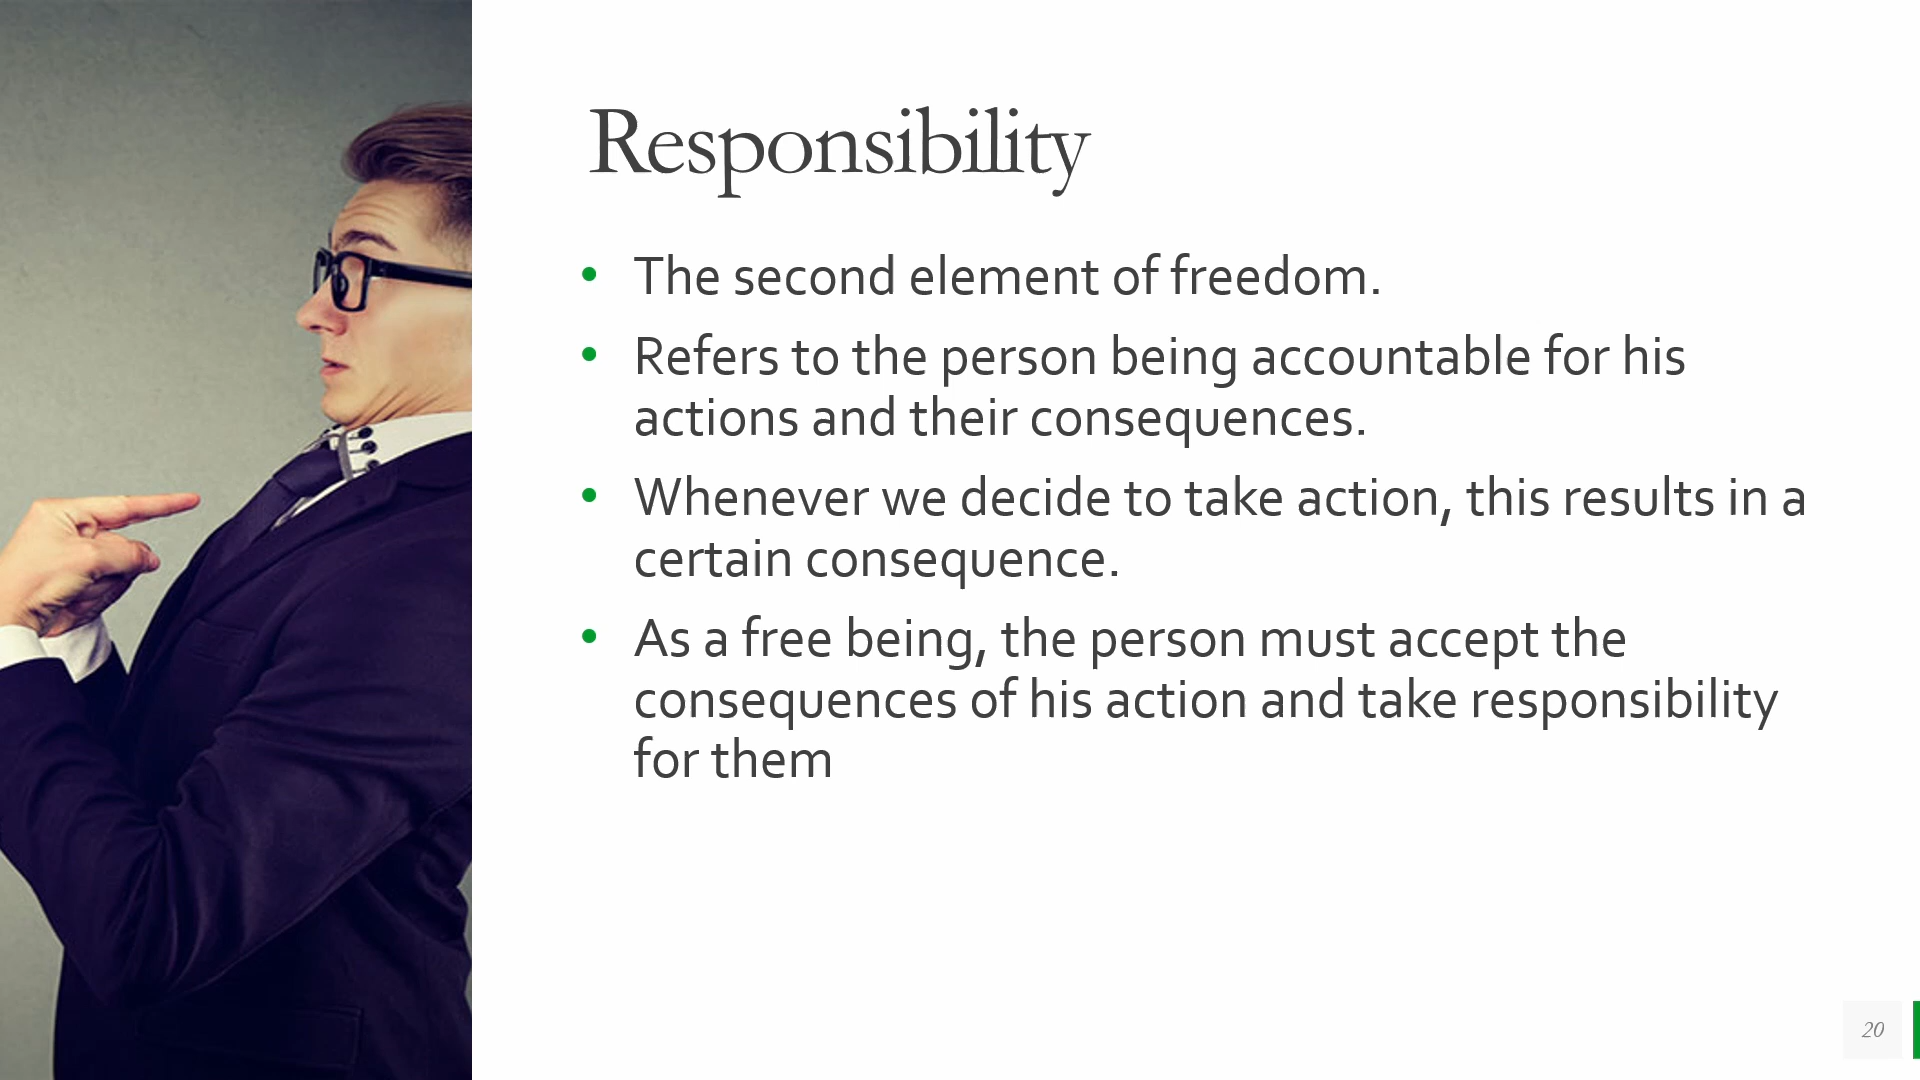 Responsibility
• The second element of freedom.
• Refers to the person being accountable for his
actions and their consequences.
• Whenever we decide to take action, this results in a
certain consequence.
• As a free being, the person must accept the
consequences of his action and take responsibility
for them
20